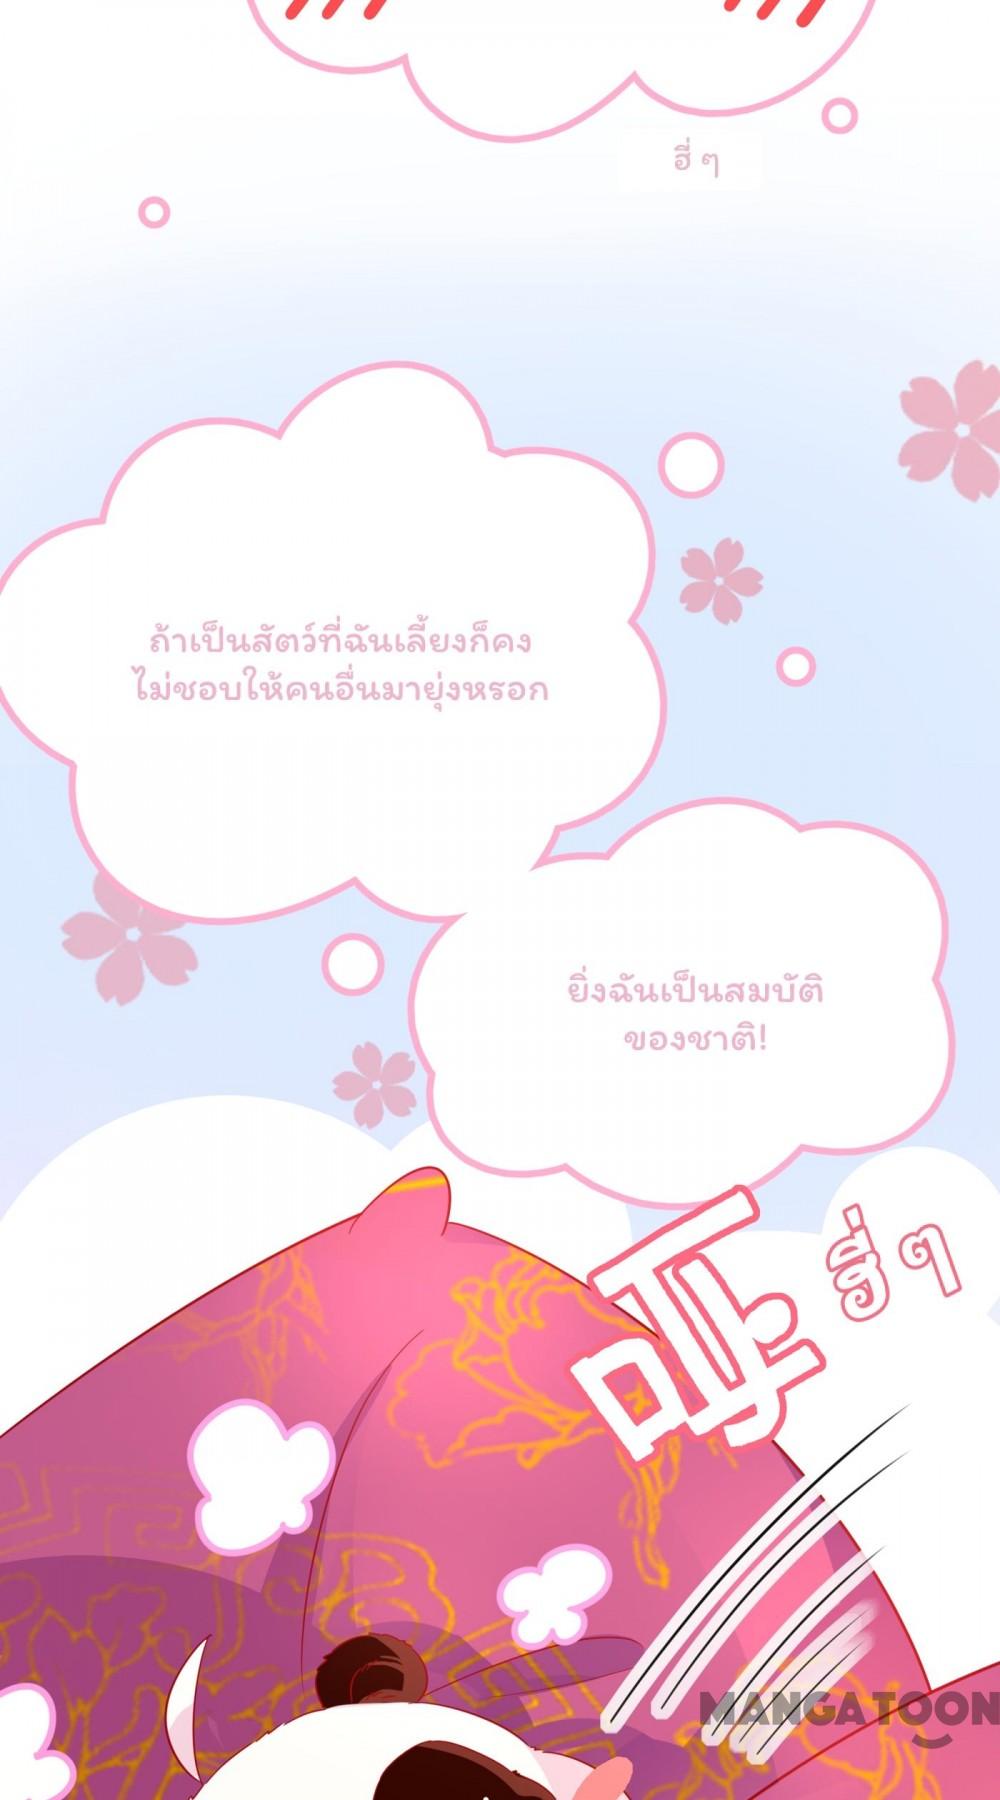 ฮี่ ๆ
ถ้าเป็นสัตว์ที่ฉันเลี้ยงก็คง
ไม่ชอบให้คนอื่นมายุ่งหรอก
ยิ่งฉันเป็นสมบัติ
ของชาติ!
ฮี่ ๆ
MANGATOON